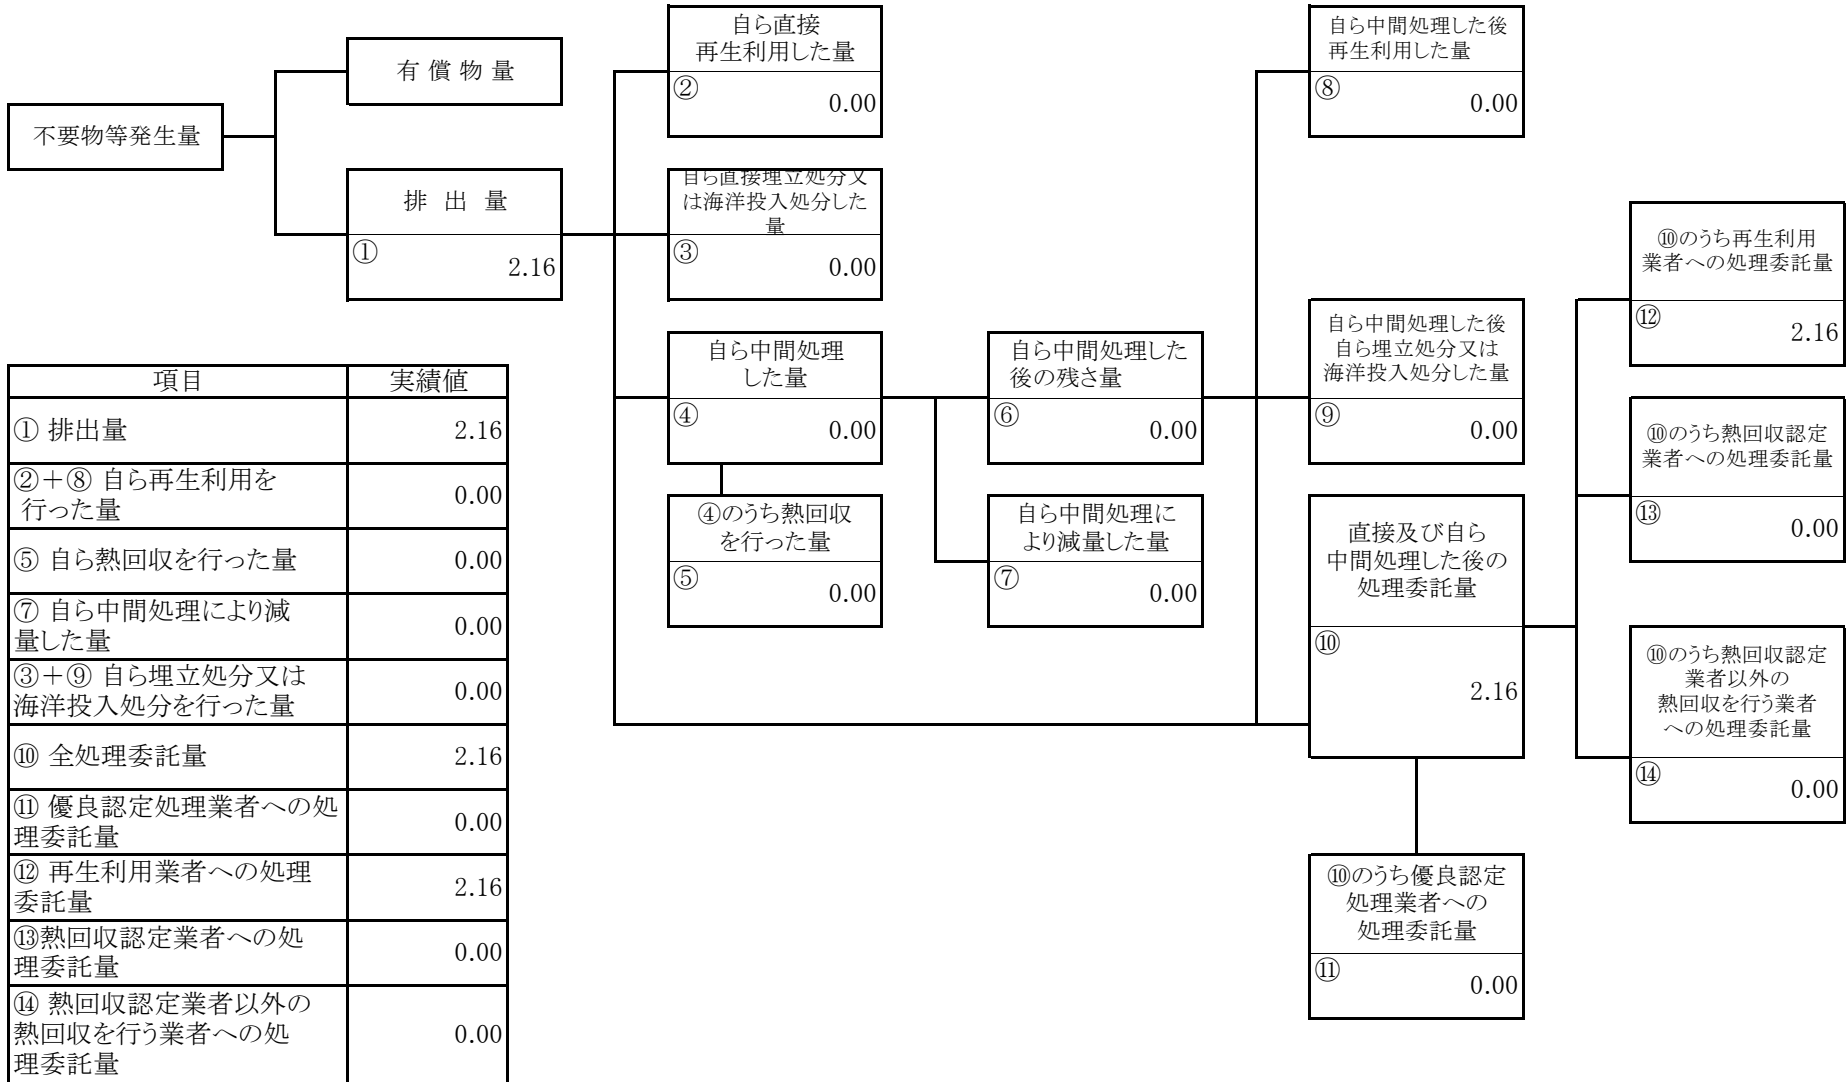 自ら直接
再生利用した量
②
0.00
自ら中間処理した後
再生利用した量
⑧
0.00
有 償 物 量
不要物等発生量
排 出 量
①
2.16
自ら直接埋立処分又
は海洋投入処分した
量
③
0.00
⑩のうち再生利用
業者への処理委託量
⑫
2.16
自ら中間処理
した量
④
0.00
自ら中間処理した
後の残さ量
⑥
0.00
自ら中間処理した後
自ら埋立処分又は
海洋投入処分した量
⑨
0.00
⑩のうち熱回収認定
業者への処理委託量
⑬
0.00
④のうち熱回収
を行った量
⑤
0.00
自ら中間処理に
より減量した量
⑦
0.00
直接及び自ら
中間処理した後の
処理委託量
⑩
2.16
⑩のうち熱回収認定
業者以外の
熱回収を行う業者
への処理委託量
⑭
0.00
⑩のうち優良認定
処理業者への
処理委託量
⑪
0.00
項目 実績値
① 排出量 2.16
②＋⑧ 自ら再生利用を
行った量 0.00
⑤ 自ら熱回収を行った量 0.00
⑦ 自ら中間処理により減
量した量 0.00
③＋⑨ 自ら埋立処分又は
海洋投入処分を行った量 0.00
⑩ 全処理委託量 2.16
⑪ 優良認定処理業者への処
理委託量 0.00
⑫ 再生利用業者への処理
委託量 2.16
⑬熱回収認定業者への処
理委託量 0.00
⑭ 熱回収認定業者以外の
熱回収を行う業者への処
理委託量 0.00